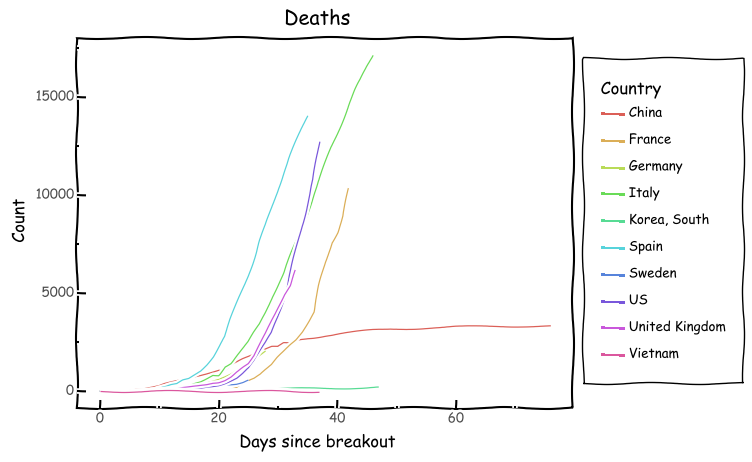 Deaths
15000
10000
5000
0
Count
0 20 40 60
Days since breakout
Country
China
France
Germany
Italy
Korea, South
Spain
Sweden
US
United Kingdom
Vietnam